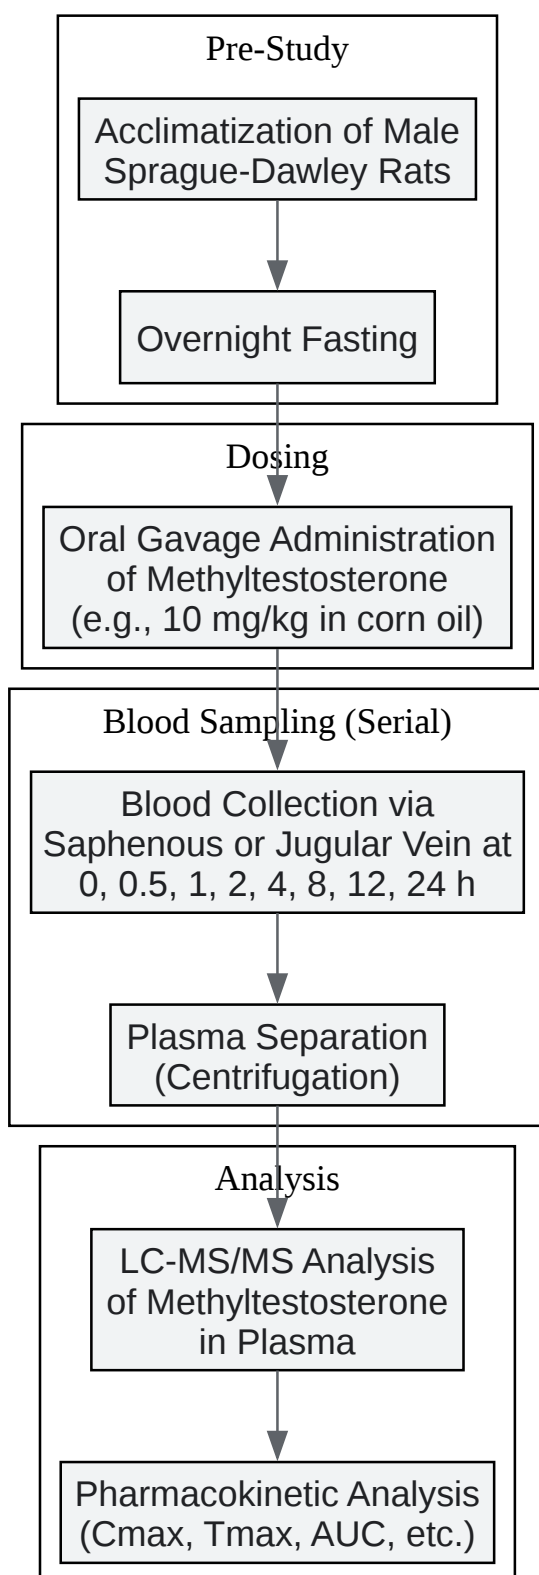 Pre-Study
Acclimatization of Male
Sprague-Dawley Rats
Overnight Fasting
Dosing
Oral Gavage Administration
of Methyltestosterone
(e.g., 10 mg/kg in corn oil)
Blood Sampling (Serial)
Blood Collection via
Saphenous or Jugular Vein at
0, 0.5, 1, 2, 4, 8, 12, 24 h
Plasma Separation
(Centrifugation)
Analysis
LC-MS/MS Analysis
of Methyltestosterone
in Plasma
Pharmacokinetic Analysis
(Cmax, Tmax, AUC, etc.)